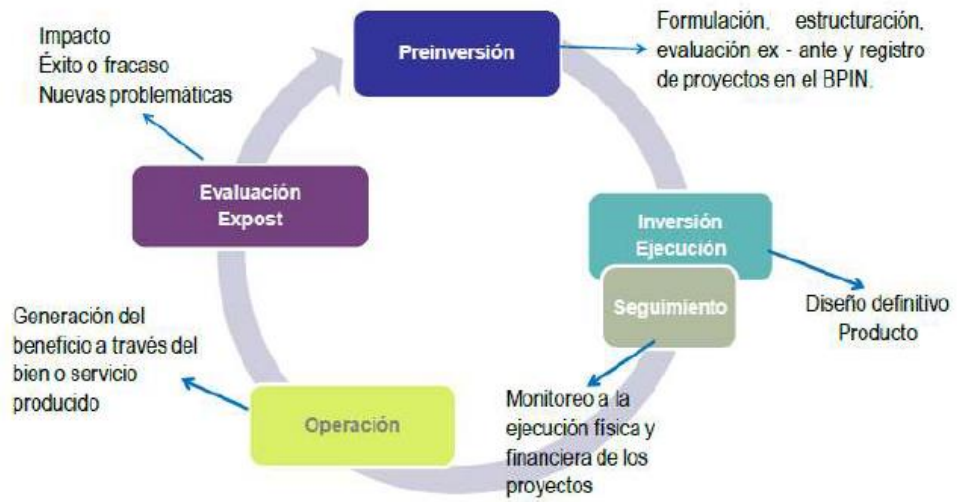 Impacto
Éxito o fracaso
Nuevas problemáticas
Preinversión
Formulación, estructuración,
evaluación ex - ante y registro
de proyectos en el BPIN.
Evaluación
Expost
Inversión
Ejecución
Seguimiento
Diseño definitivo
Producto
Generación del
beneficio a través del
bien o servicio
producido
Operación
Monitoreo a la
ejecución física y
financiera de los
proyectos